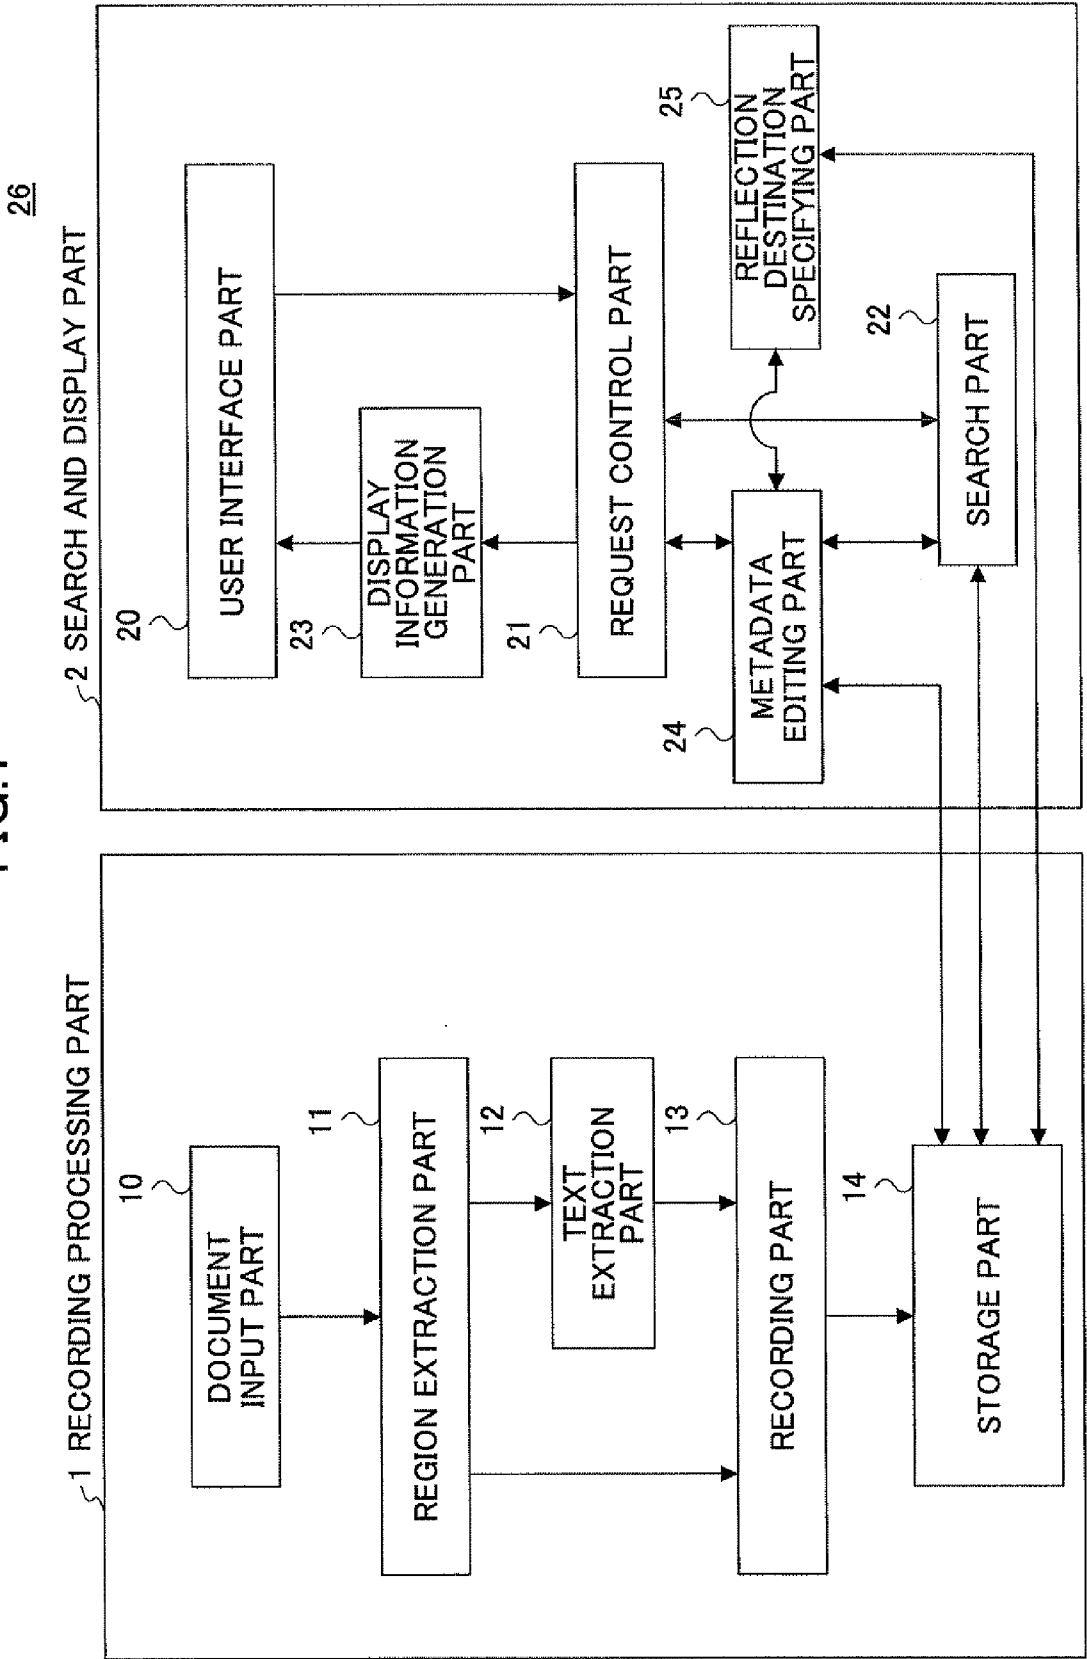 26
1 RECORDING PROCESSING PART
10
DOCUMENT
INPUT PART
11
REGION EXTRACTION PART
12
TEXT
EXTRACTION
PART
13
RECORDING PART
14
STORAGE PART
2 SEARCH AND DISPLAY PART
20
USER INTERFACE PART
23
DISPLAY
INFORMATION
GENERATION
PART
21
REQUEST CONTROL PART
24
METADATA
EDITING PART
25
REFLECTION
DESTINATION
SPECIFYING PART
22
SEARCH PART